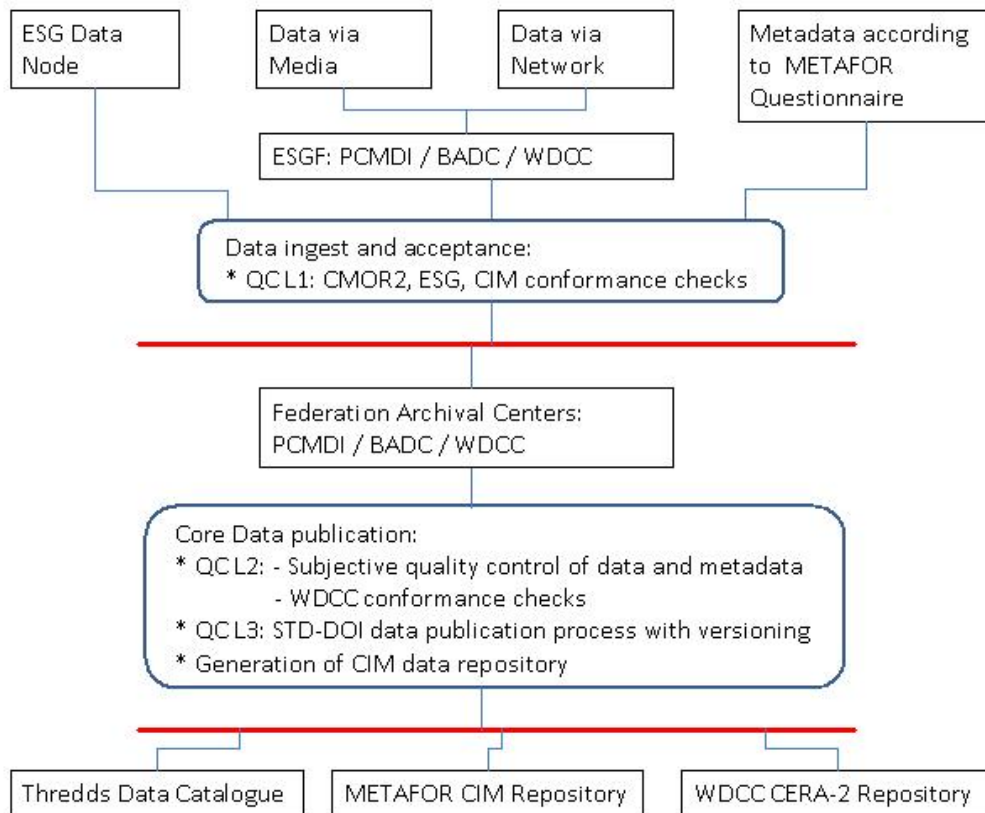 ESG Data
Node
Data via
Media
Data via
Network
Metadata according
to METAFOR
Questionnaire
ESGF: PCMDI / BADC / WDCC
Data ingest and acceptance:
* QC L1: CMOR2, ESG, CIM conformance checks
Federation Archival Centers:
PCMDI / BADC / WDCC
Core Data publication:
* QC L2: - Subjective quality control of data and metadata
- WDCC conformance checks
* QC L3: STD-DOI data publication process with versioning
* Generation of CIM data repository
Thredds Data Catalogue
METAFOR CIM Repository
WDCC CERA-2 Repository